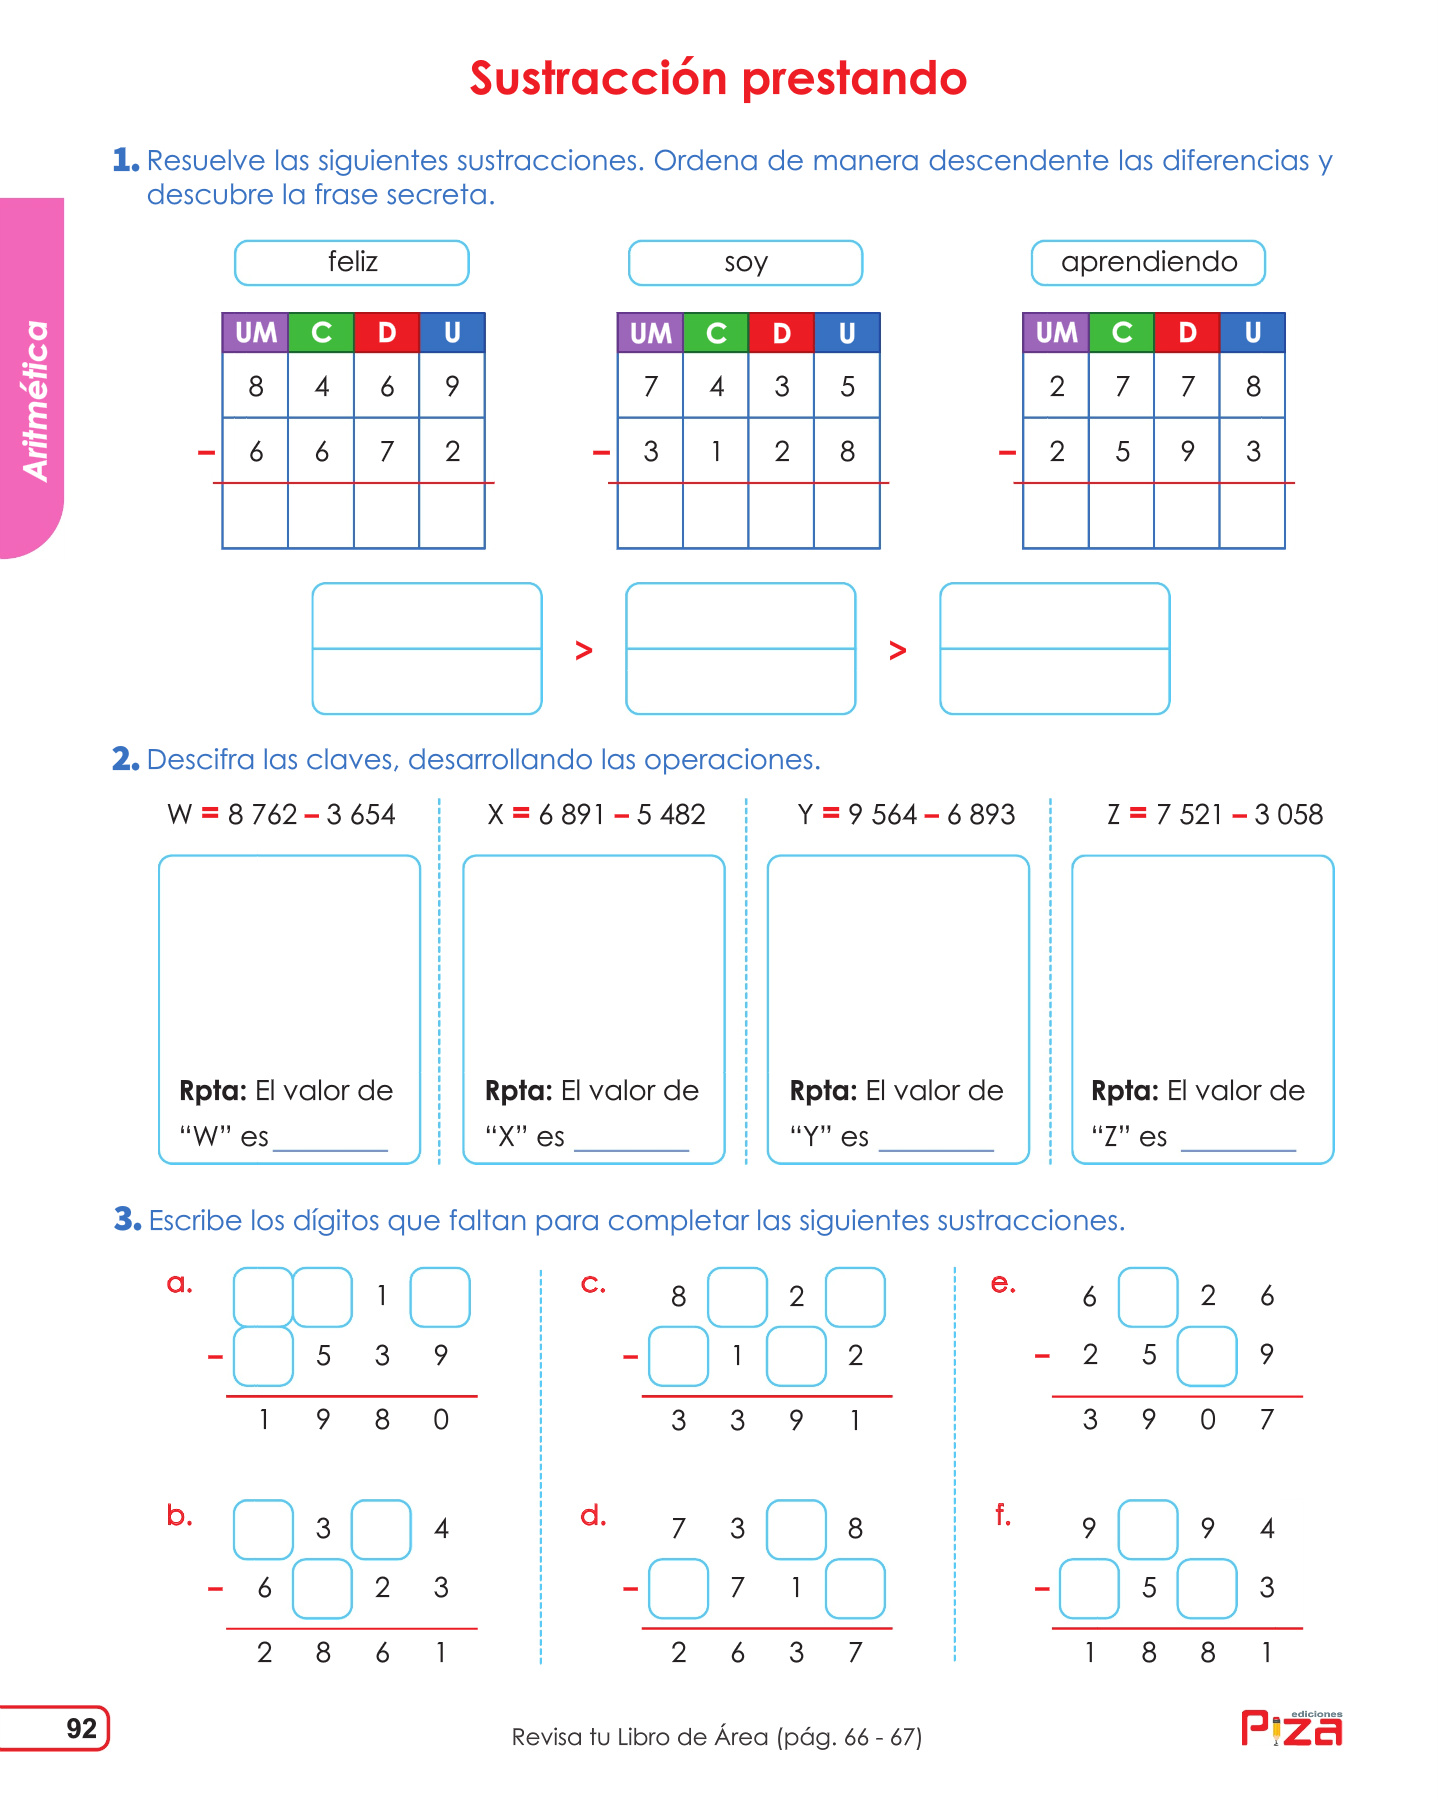 Sustracción prestando
1. Resuelve las siguientes sustracciones. Ordena de manera descendente las diferencias y
descubre la frase secreta.
Aritmética
feliz soy aprendiendo
UM C D U UM C D U UM C D U
8 4 6 9 7 4 3 5 2 7 7 8
– 6 6 7 2 – 3 1 2 8 – 2 5 9 3
> >
2. Descifra las claves, desarrollando las operaciones.
W = 8 762 – 3 654 X = 6 891 – 5 482 Y = 9 564 – 6 893 Z = 7 521 – 3 058
Rpta: El valor de Rpta: El valor de Rpta: El valor de Rpta: El valor de
“W” es “X” es “Y” es “Z” es
3. Escribe los dígitos que faltan para completar las siguientes sustracciones.
a. 1 c. 8 2 e. 6 2 6
– 5 3 9 – 1 2 – 2 5 9
1 9 8 0 3 3 9 1 3 9 0 7
b. 3 4 d. 7 3 8 f. 9 9 4
– 6 2 3 – 7 1 – 5 3
2 8 6 1 2 6 3 7 1 8 8 1
92
Revisa tu Libro de Área (pág. 66 - 67)
ediciones
Piza